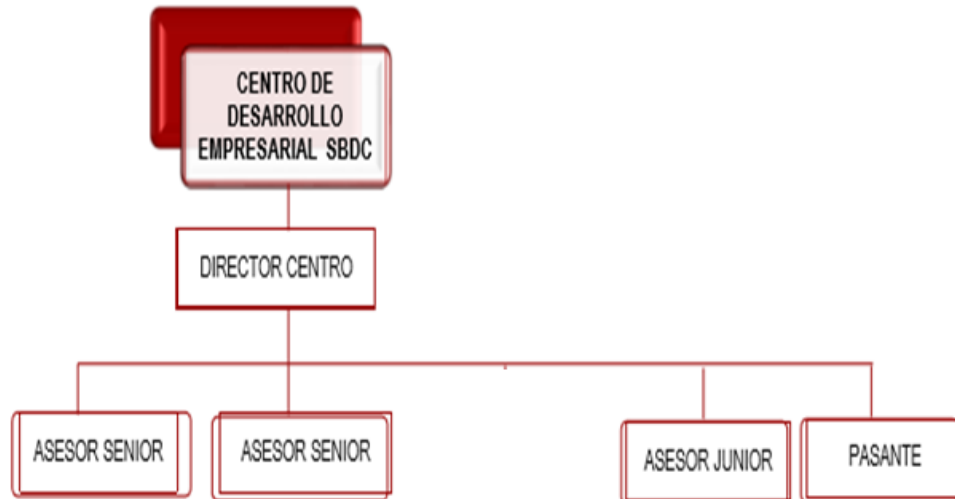 CENTRO DE
DESARROLLO
EMPRESARIAL SBDC
DIRECTOR CENTRO
ASESOR SENIOR
ASESOR SENIOR
ASESOR JUNIOR
PASANTE